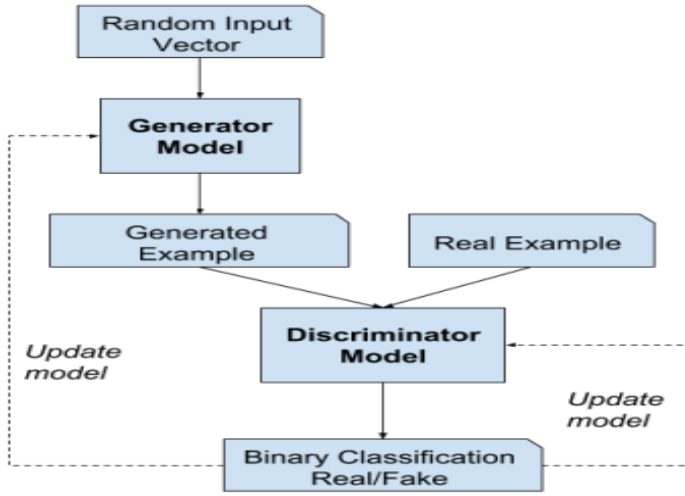 Random Input
Vector
Generator
Model
Generated
Example
Real Example
Discriminator
Model
Update
model
Update
model
Binary Classification
Real/Fake